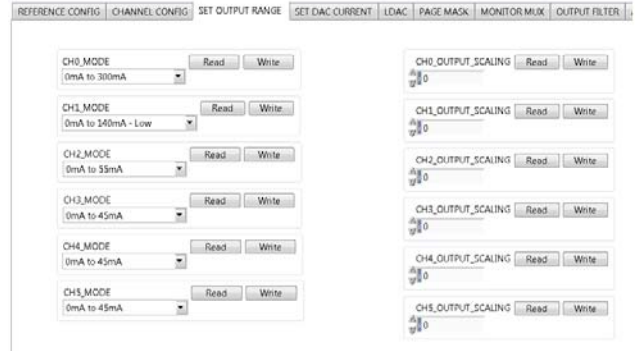 REFERENCE CONFIG CHANNEL CONFIG SET OUTPUT RANGE SET DAC CURRENT LDAC PAGE MASK MONITOR MUX OUTPUT FILTER
CH0_MODE Read Write
0mA to 300mA
CH1_MODE Read Write
0mA to 140mA - Low
CH2_MODE Read Write
0mA to 55mA
CH3_MODE Read Write
0mA to 45mA
CH4_MODE Read Write
0mA to 45mA
CH5_MODE Read Write
0mA to 45mA
CH0_OUTPUT_SCALING Read Write
0
CH1_OUTPUT_SCALING Read Write
0
CH2_OUTPUT_SCALING Read Write
0
CH3_OUTPUT_SCALING Read Write
0
CH4_OUTPUT_SCALING Read Write
0
CH5_OUTPUT_SCALING Read Write
0